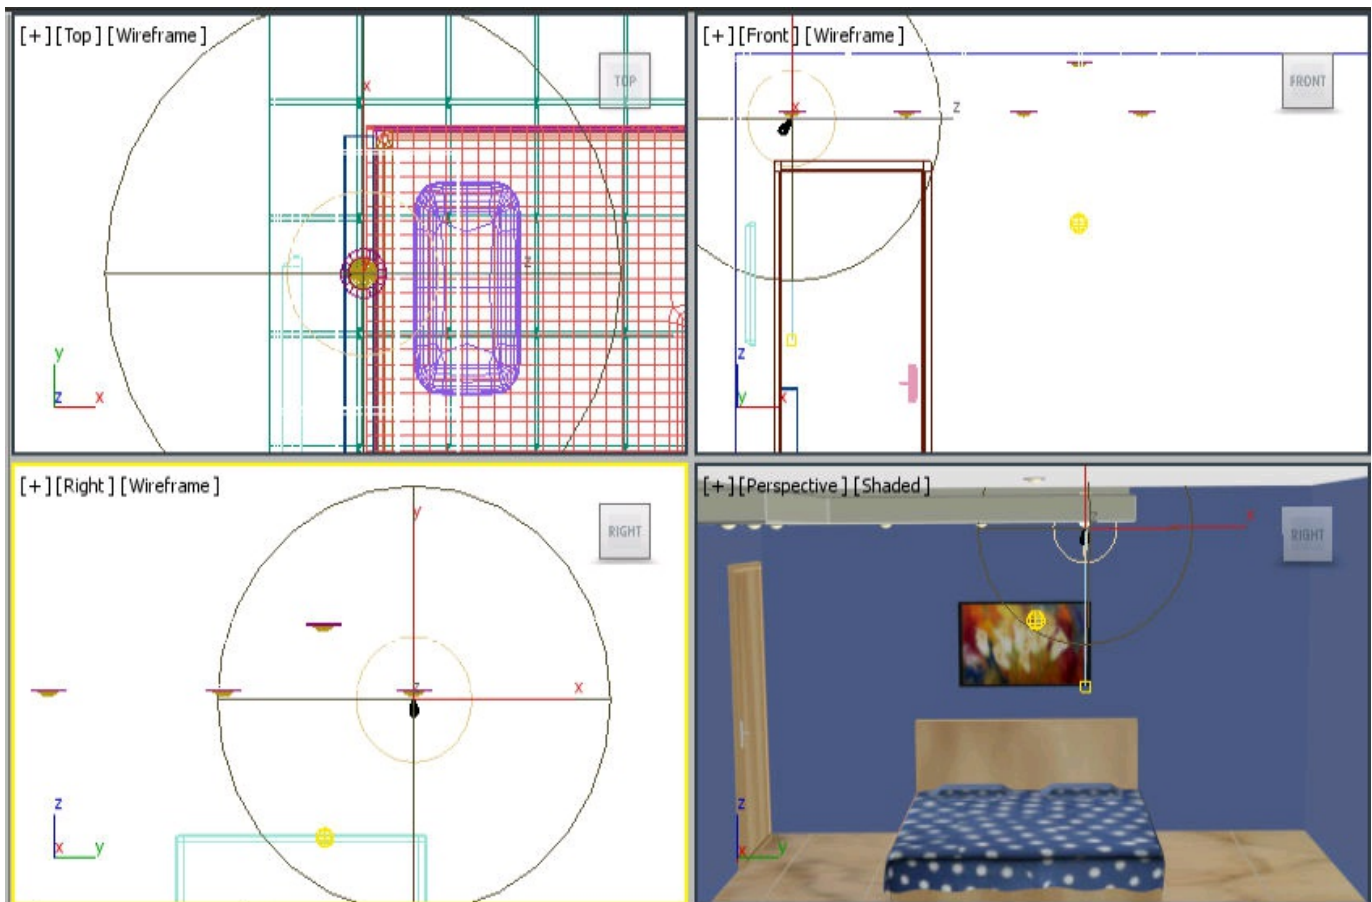 [+] [Top] [Wireframe]
TOP
x
z
y
z x
[+] [Front] [Wireframe]
FRONT
x
z
z
y x
[+] [Right] [Wireframe]
RIGHT
y
z
x
z
x y
[+] [Perspective] [Shaded]
RIGHT
z
x
z
x y